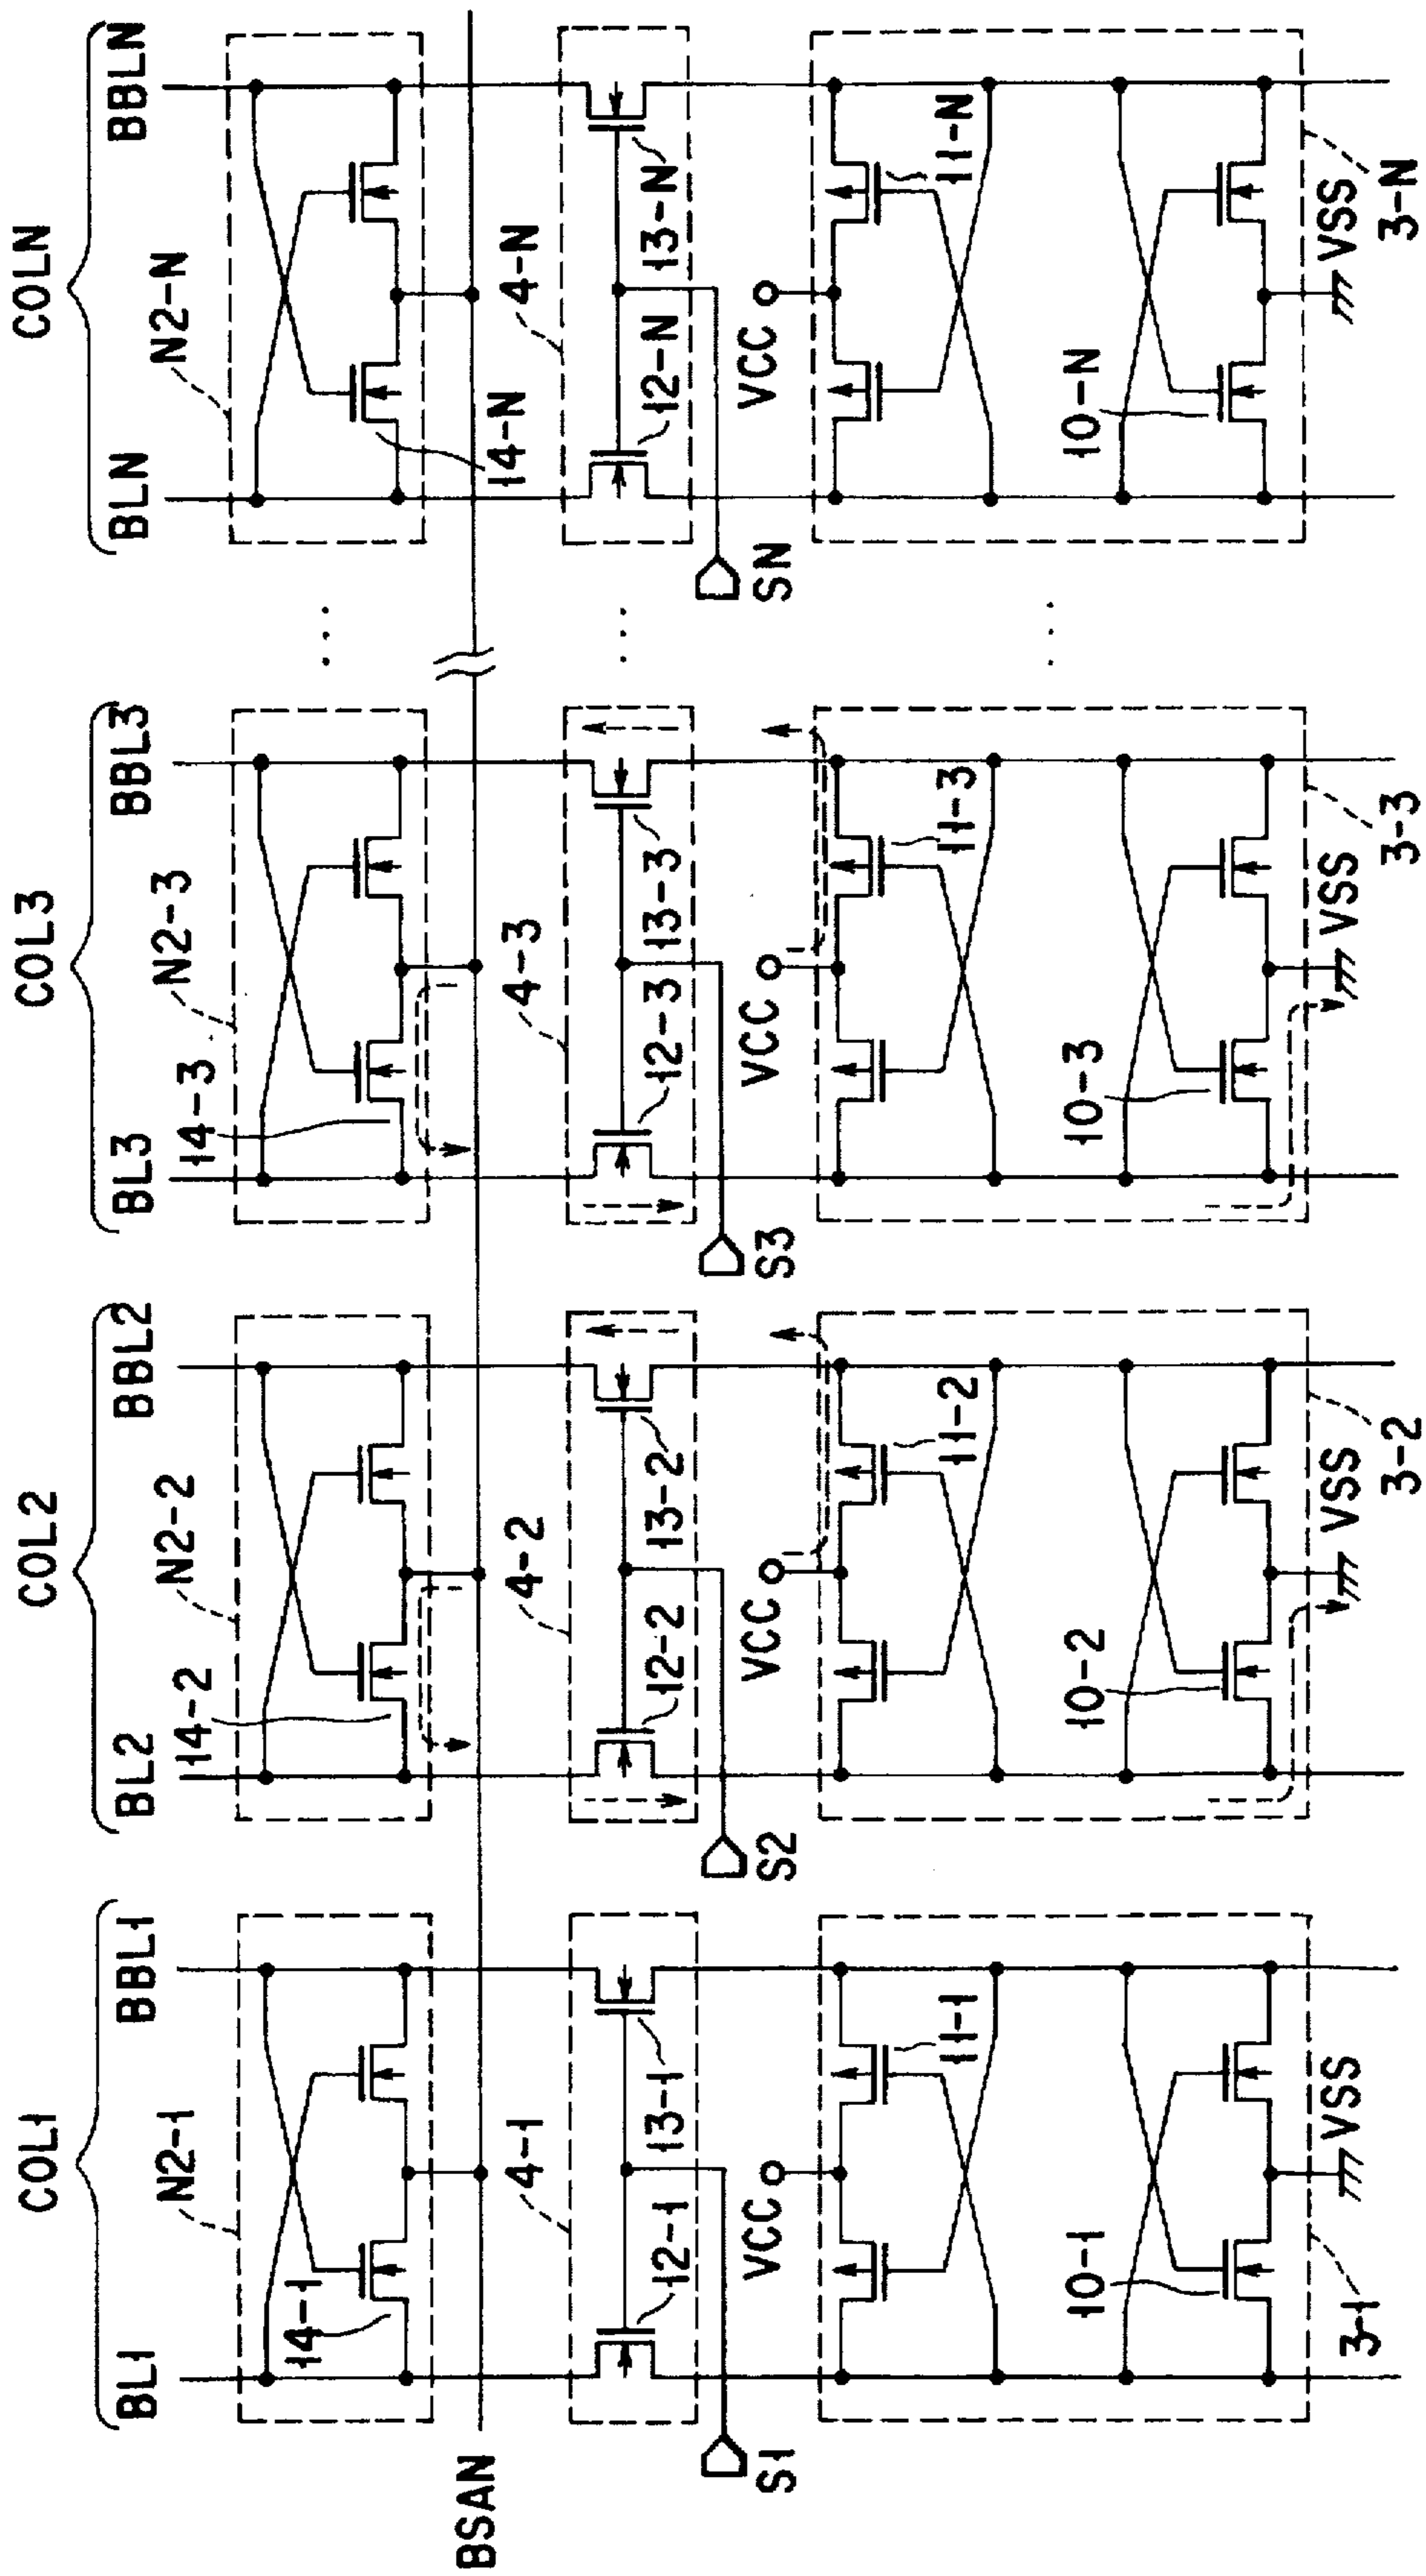 COL1
COL2
COL3
COLN
BL1
BBL1
BL2
BBL2
BL3
BBL3
BLN
BBLN
N2-1
N2-2
N2-3
N2-N
14-1
14-2
14-3
14-N
BSAN
4-1
4-2
4-3
4-N
12-1
13-1
12-2
13-2
12-3
13-3
12-N
13-N
S1
S2
S3
SN
VCC
VCC
VCC
VCC
11-1
11-2
11-3
11-N
10-1
10-2
10-3
10-N
VSS
VSS
VSS
VSS
3-1
3-2
3-3
3-N